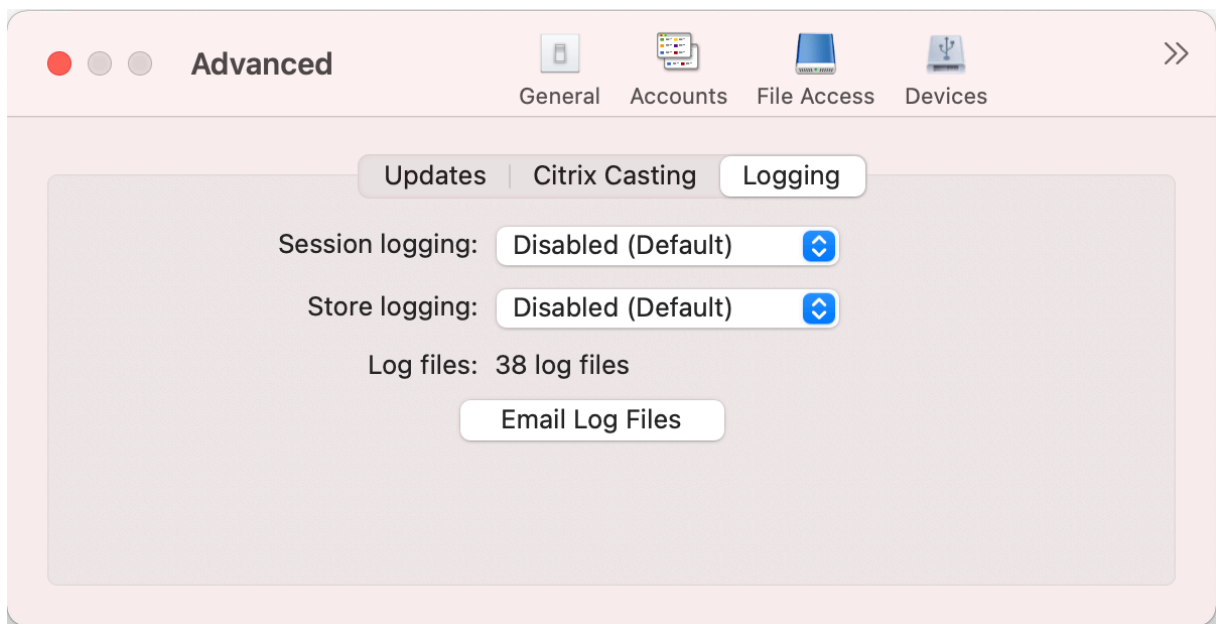 Advanced
General Accounts File Access Devices
Updates Citrix Casting Logging
Session logging: Disabled (Default)
Store logging: Disabled (Default)
Log files: 38 log files
Email Log Files